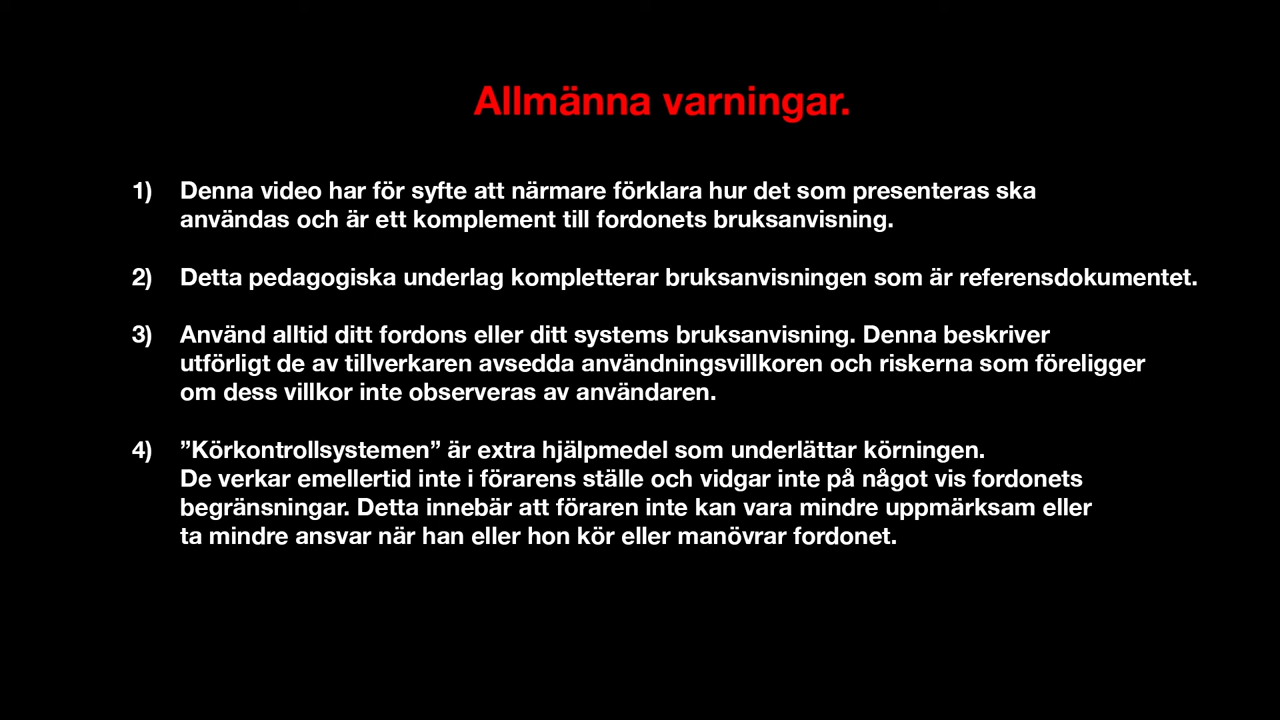 Allmänna varningar.
1) Denna video har för syfte att närmare förklara hur det som presenteras ska
användas och är ett komplement till fordonets bruksanvisning.
2) Detta pedagogiska underlag kompletterar bruksanvisningen som är referensdokumentet.
3) Använd alltid ditt fordons eller ditt systems bruksanvisning. Denna beskriver
utförligt de av tillverkaren avsedda användningsvillkoren och riskerna som föreligger
om dess villkor inte observeras av användaren.
4) ”Körkontrollsystemen” är extra hjälpmedel som underlättar körningen.
De verkar emellertid inte i förarens ställe och vidgar inte på något vis fordonets
begränsningar. Detta innebär att föraren inte kan vara mindre uppmärksam eller
ta mindre ansvar när han eller hon kör eller manövrar fordonet.